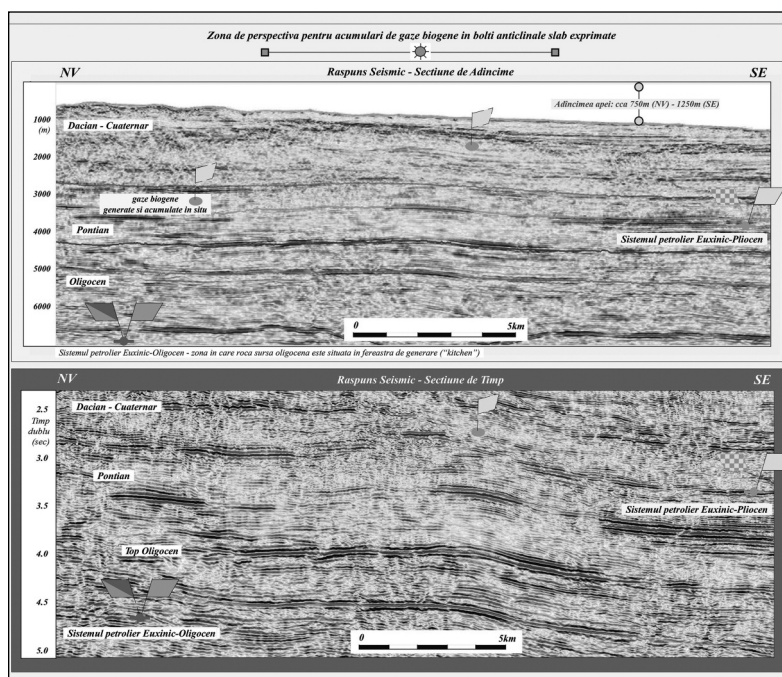 Zona de perspectiva pentru acumulari de gaze biogene in bolti anticlinale slab exprimate
NV
Raspuns Seismic - Sectiune de Adincime
SE
Adincimea apei: cca 750m (NV) - 1250m (SE)
1000
(m)
Dacian - Cuaternar
2000
3000
gaze biogene
generate si acumulate in situ
Pontian
4000
Sistemul petrolier Euxinic-Pliocen
5000
Oligocen
6000
0
5km
Sistemul petrolier Euxinic-Oligocen - zona in care roca sursa oligocena este situata in fereastra de generare ("kitchen")
NV
Raspuns Seismic - Sectiune de Timp
SE
2.5
Dacian - Cuaternar
Timp
dublu
(sec)
3.0
Pontian
3.5
Sistemul petrolier Euxinic-Pliocen
Top Oligocen
4.0
4.5
Sistemul petrolier Euxinic-Oligocen
0
5km
5.0